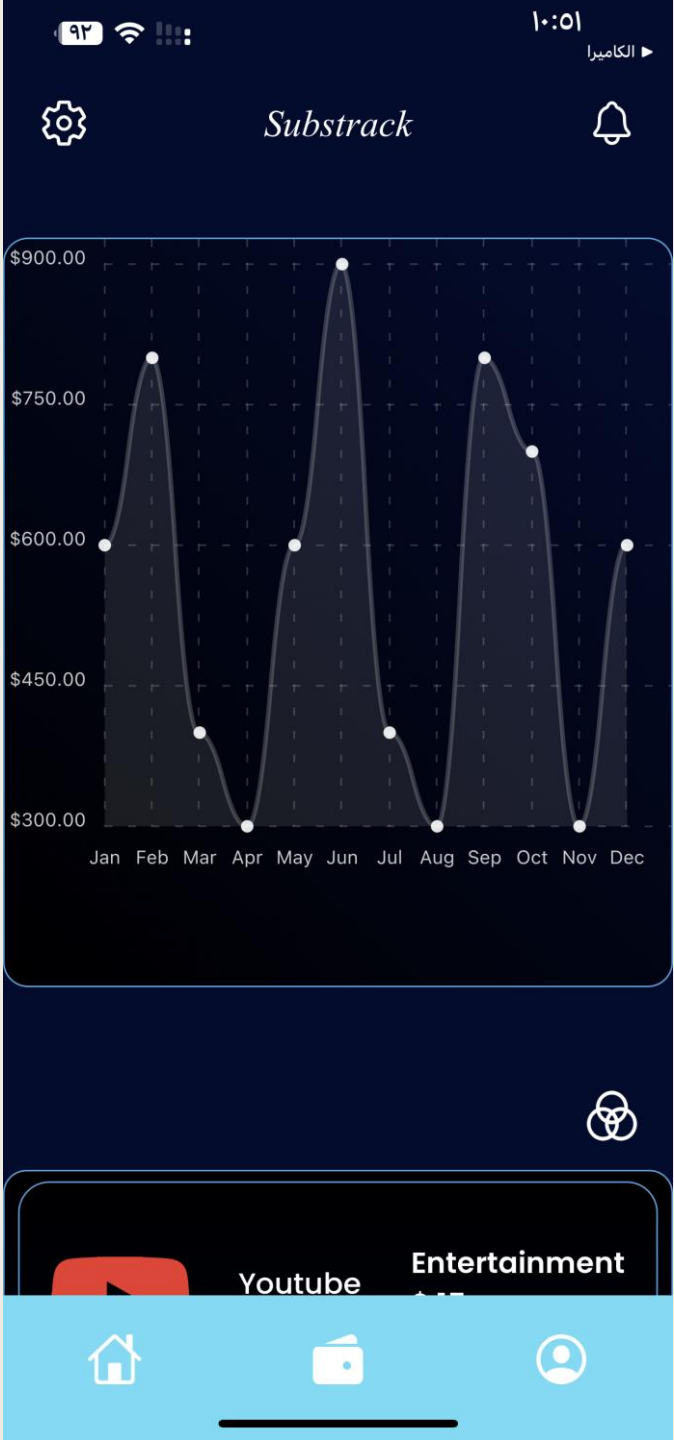 ٩٢
١٠:٥١
◀ الكاميرا
Substrack
$900.00
$750.00
$600.00
$450.00
$300.00
Jan Feb Mar Apr May Jun Jul Aug Sep Oct Nov Dec
Entertainment
Youtube